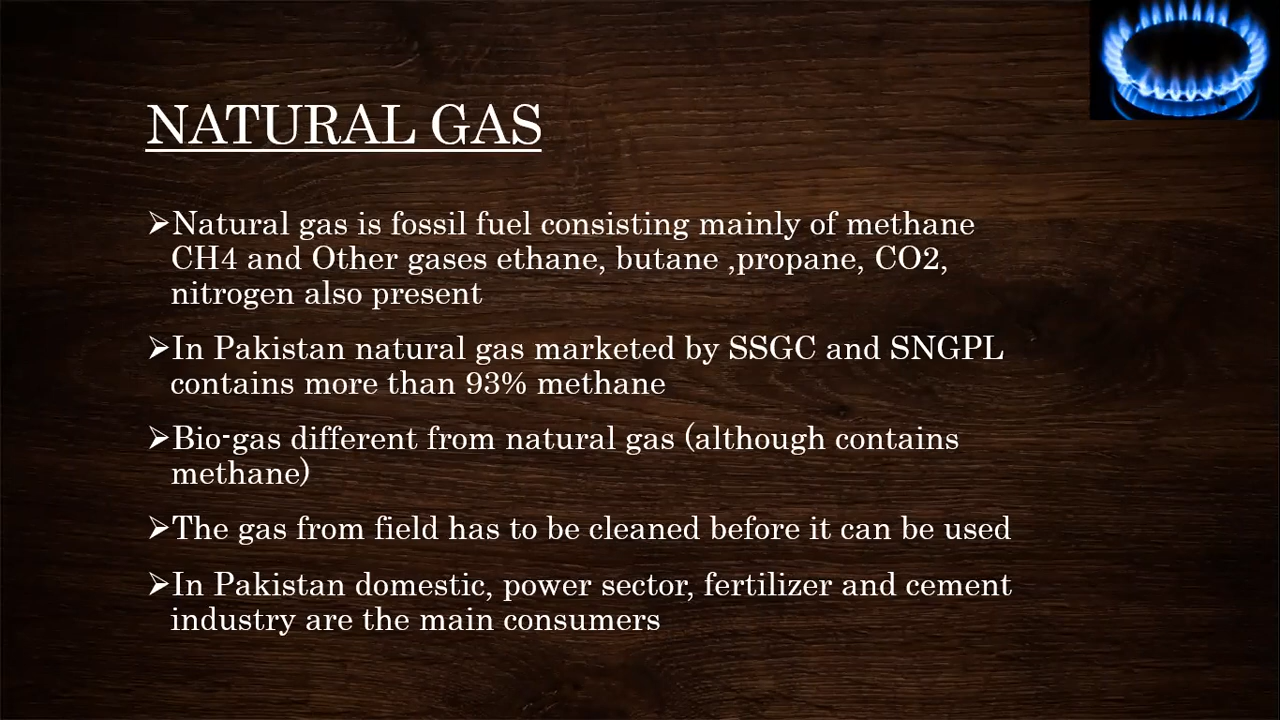 NATURAL GAS
➢Natural gas is fossil fuel consisting mainly of methane
CH4 and Other gases ethane, butane ,propane, CO2,
nitrogen also present
➢In Pakistan natural gas marketed by SSGC and SNGPL
contains more than 93% methane
➢Bio-gas different from natural gas (although contains
methane)
➢The gas from field has to be cleaned before it can be used
➢In Pakistan domestic, power sector, fertilizer and cement
industry are the main consumers